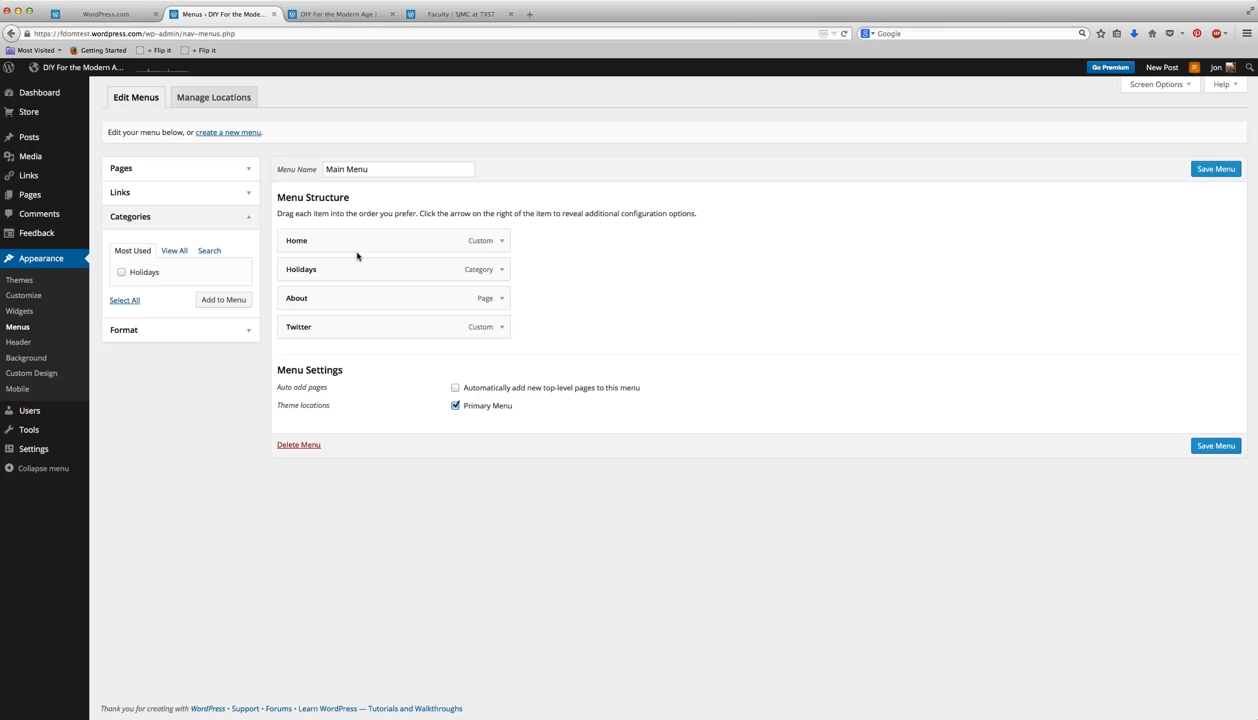 WordPress.com
Menus ‹ DIY For the Mode...
DIY For the Modern Age | ...
Faculty | SJMC at TXST
https://fdomtest.wordpress.com/wp-admin/nav-menus.php
Google
Most Visited
Getting Started
+ Flip it
+ Flip it
DIY For the Modern A...
Go Premium
New Post
Jon
Dashboard
Store
Posts
Media
Links
Pages
Comments
Feedback
Appearance
Themes
Customize
Widgets
Menus
Header
Background
Custom Design
Mobile
Users
Tools
Settings
Collapse menu
Screen Options
Help
Edit Menus
Manage Locations
Edit your menu below, or create a new menu.
Pages
Links
Categories
Most Used
View All
Search
Holidays
Select All
Add to Menu
Format
Menu Name
Main Menu
Save Menu
Menu Structure
Drag each item into the order you prefer. Click the arrow on the right of the item to reveal additional configuration options.
Home Custom
Holidays Category
About Page
Twitter Custom
Menu Settings
Auto add pages
Automatically add new top-level pages to this menu
Theme locations
Primary Menu
Delete Menu
Save Menu
Thank you for creating with WordPress • Support • Forums • Learn WordPress — Tutorials and Walkthroughs